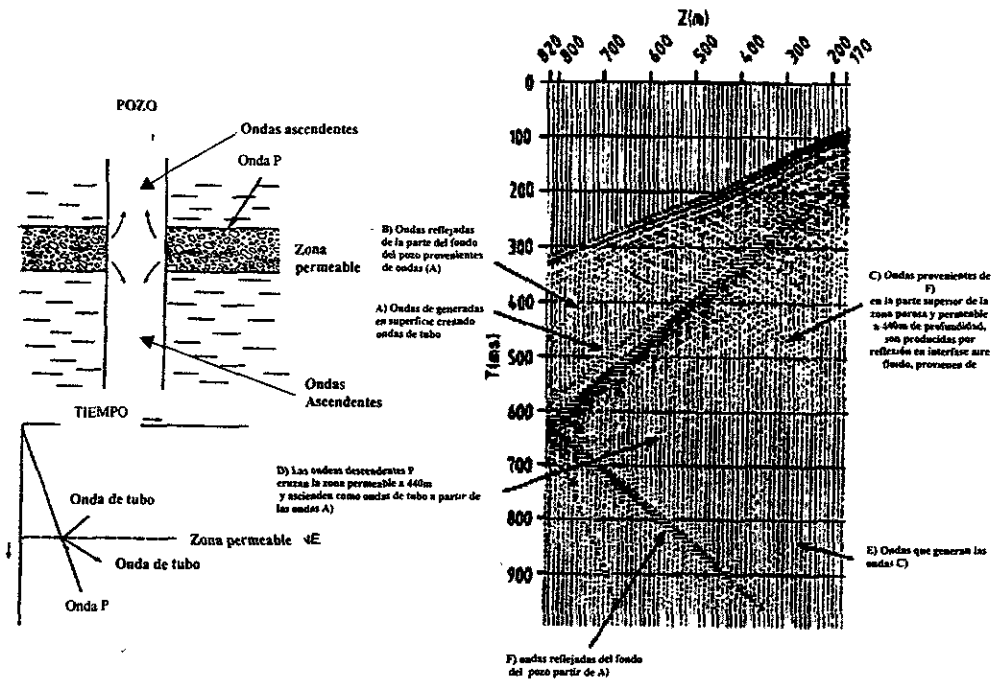 POZO
Ondas ascendentes
Onda P
Zona
permeable
Ondas
Ascendentes
TIEMPO
Onda de tubo
Zona permeable
Onda de tubo
Onda P
Z(m)
820 800 700 600 500 400 300 200 170
T(ms)
0
100
200
300
400
500
600
700
800
900
B) Ondas reflejadas
de la parte del fondo
del pozo provenientes
de ondas (A)
A) Ondas de generadas
en superficie creando
ondas de tubo
D) Las ondas descendentes P
cruzan la zona permeable a 440m
y ascienden como ondas de tubo a partir de
las ondas A)
C) Ondas provenientes de
F)
en la parte superior de la
zona porosa y permeable
a 440m de profundidad,
son producidas por
reflexión en interfase aire
fluido, provienen de
E) Ondas que generan las
ondas C)
F) ondas reflejadas del fondo
del pozo partir de A)